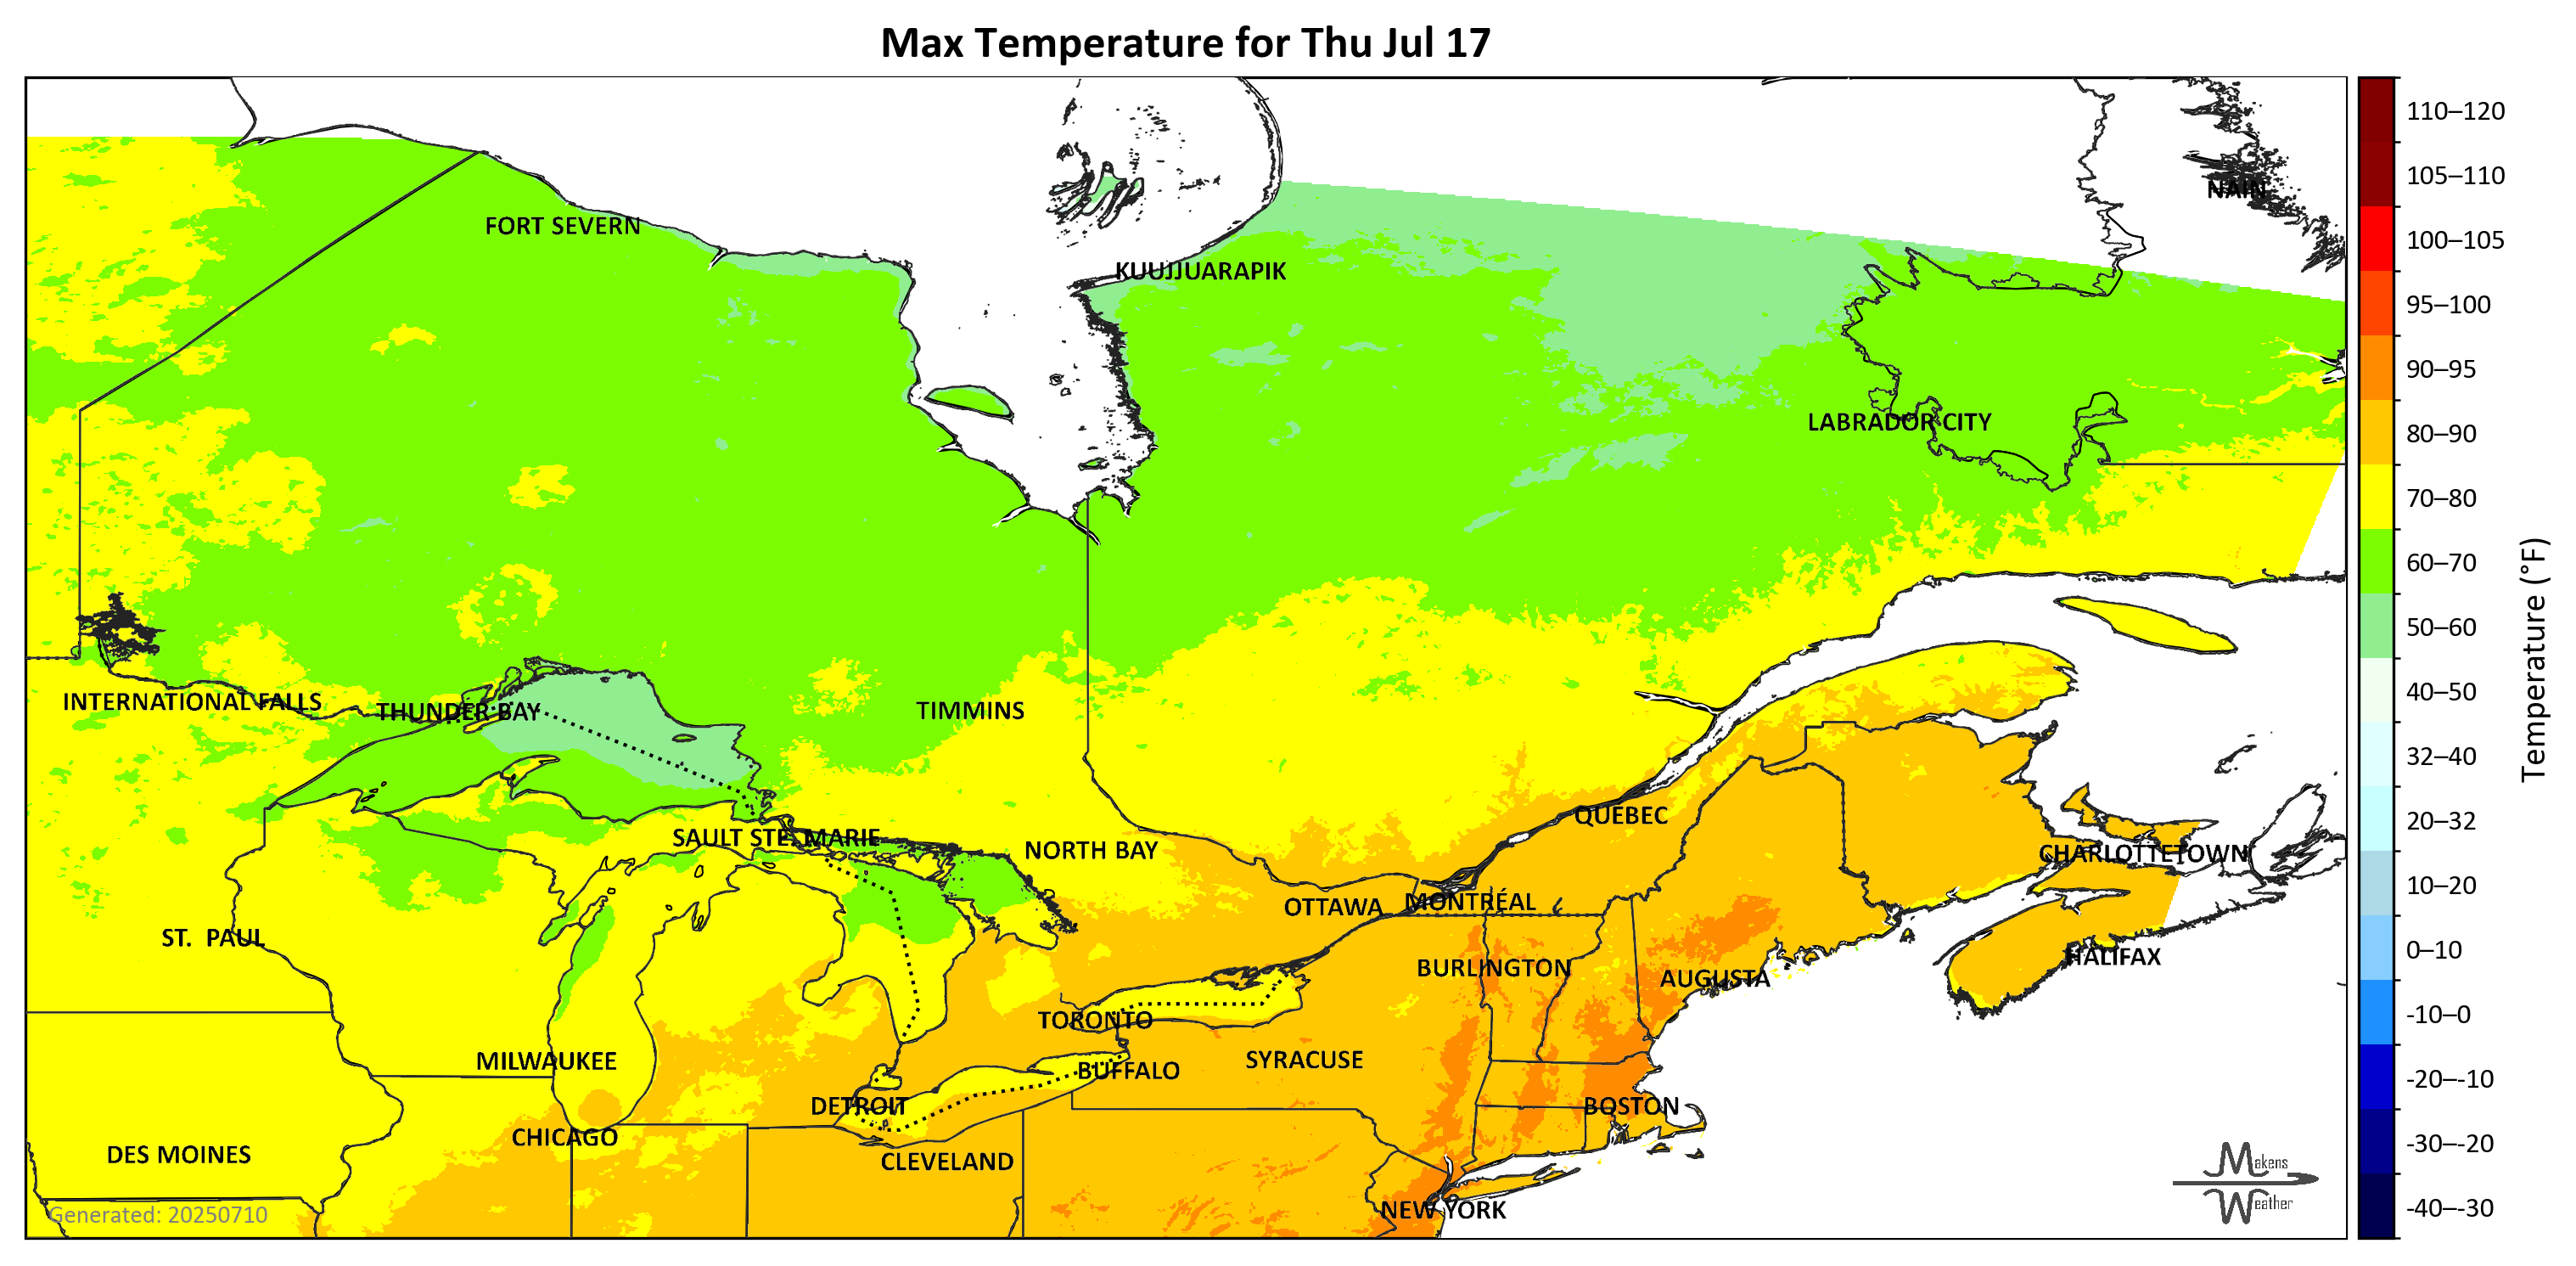 Max Temperature for Thu Jul 17
NAIN
FORT SEVERN
KUUJJUARAPIK
LABRADOR CITY
INTERNATIONAL FALLS
THUNDER BAY
TIMMINS
QUEBEC
SAULT STE. MARIE
NORTH BAY
CHARLOTTETOWN
OTTAWA
MONTRÉAL
ST. PAUL
HALIFAX
BURLINGTON
AUGUSTA
TORONTO
MILWAUKEE
BUFFALO
SYRACUSE
DETROIT
BOSTON
CHICAGO
DES MOINES
CLEVELAND
NEW YORK
Generated: 20250710
Makens
Weather
110–120
105–110
100–105
95–100
90–95
80–90
70–80
60–70
50–60
40–50
32–40
20–32
10–20
0–10
-10–0
-20–-10
-30–-20
-40–-30
Temperature (°F)